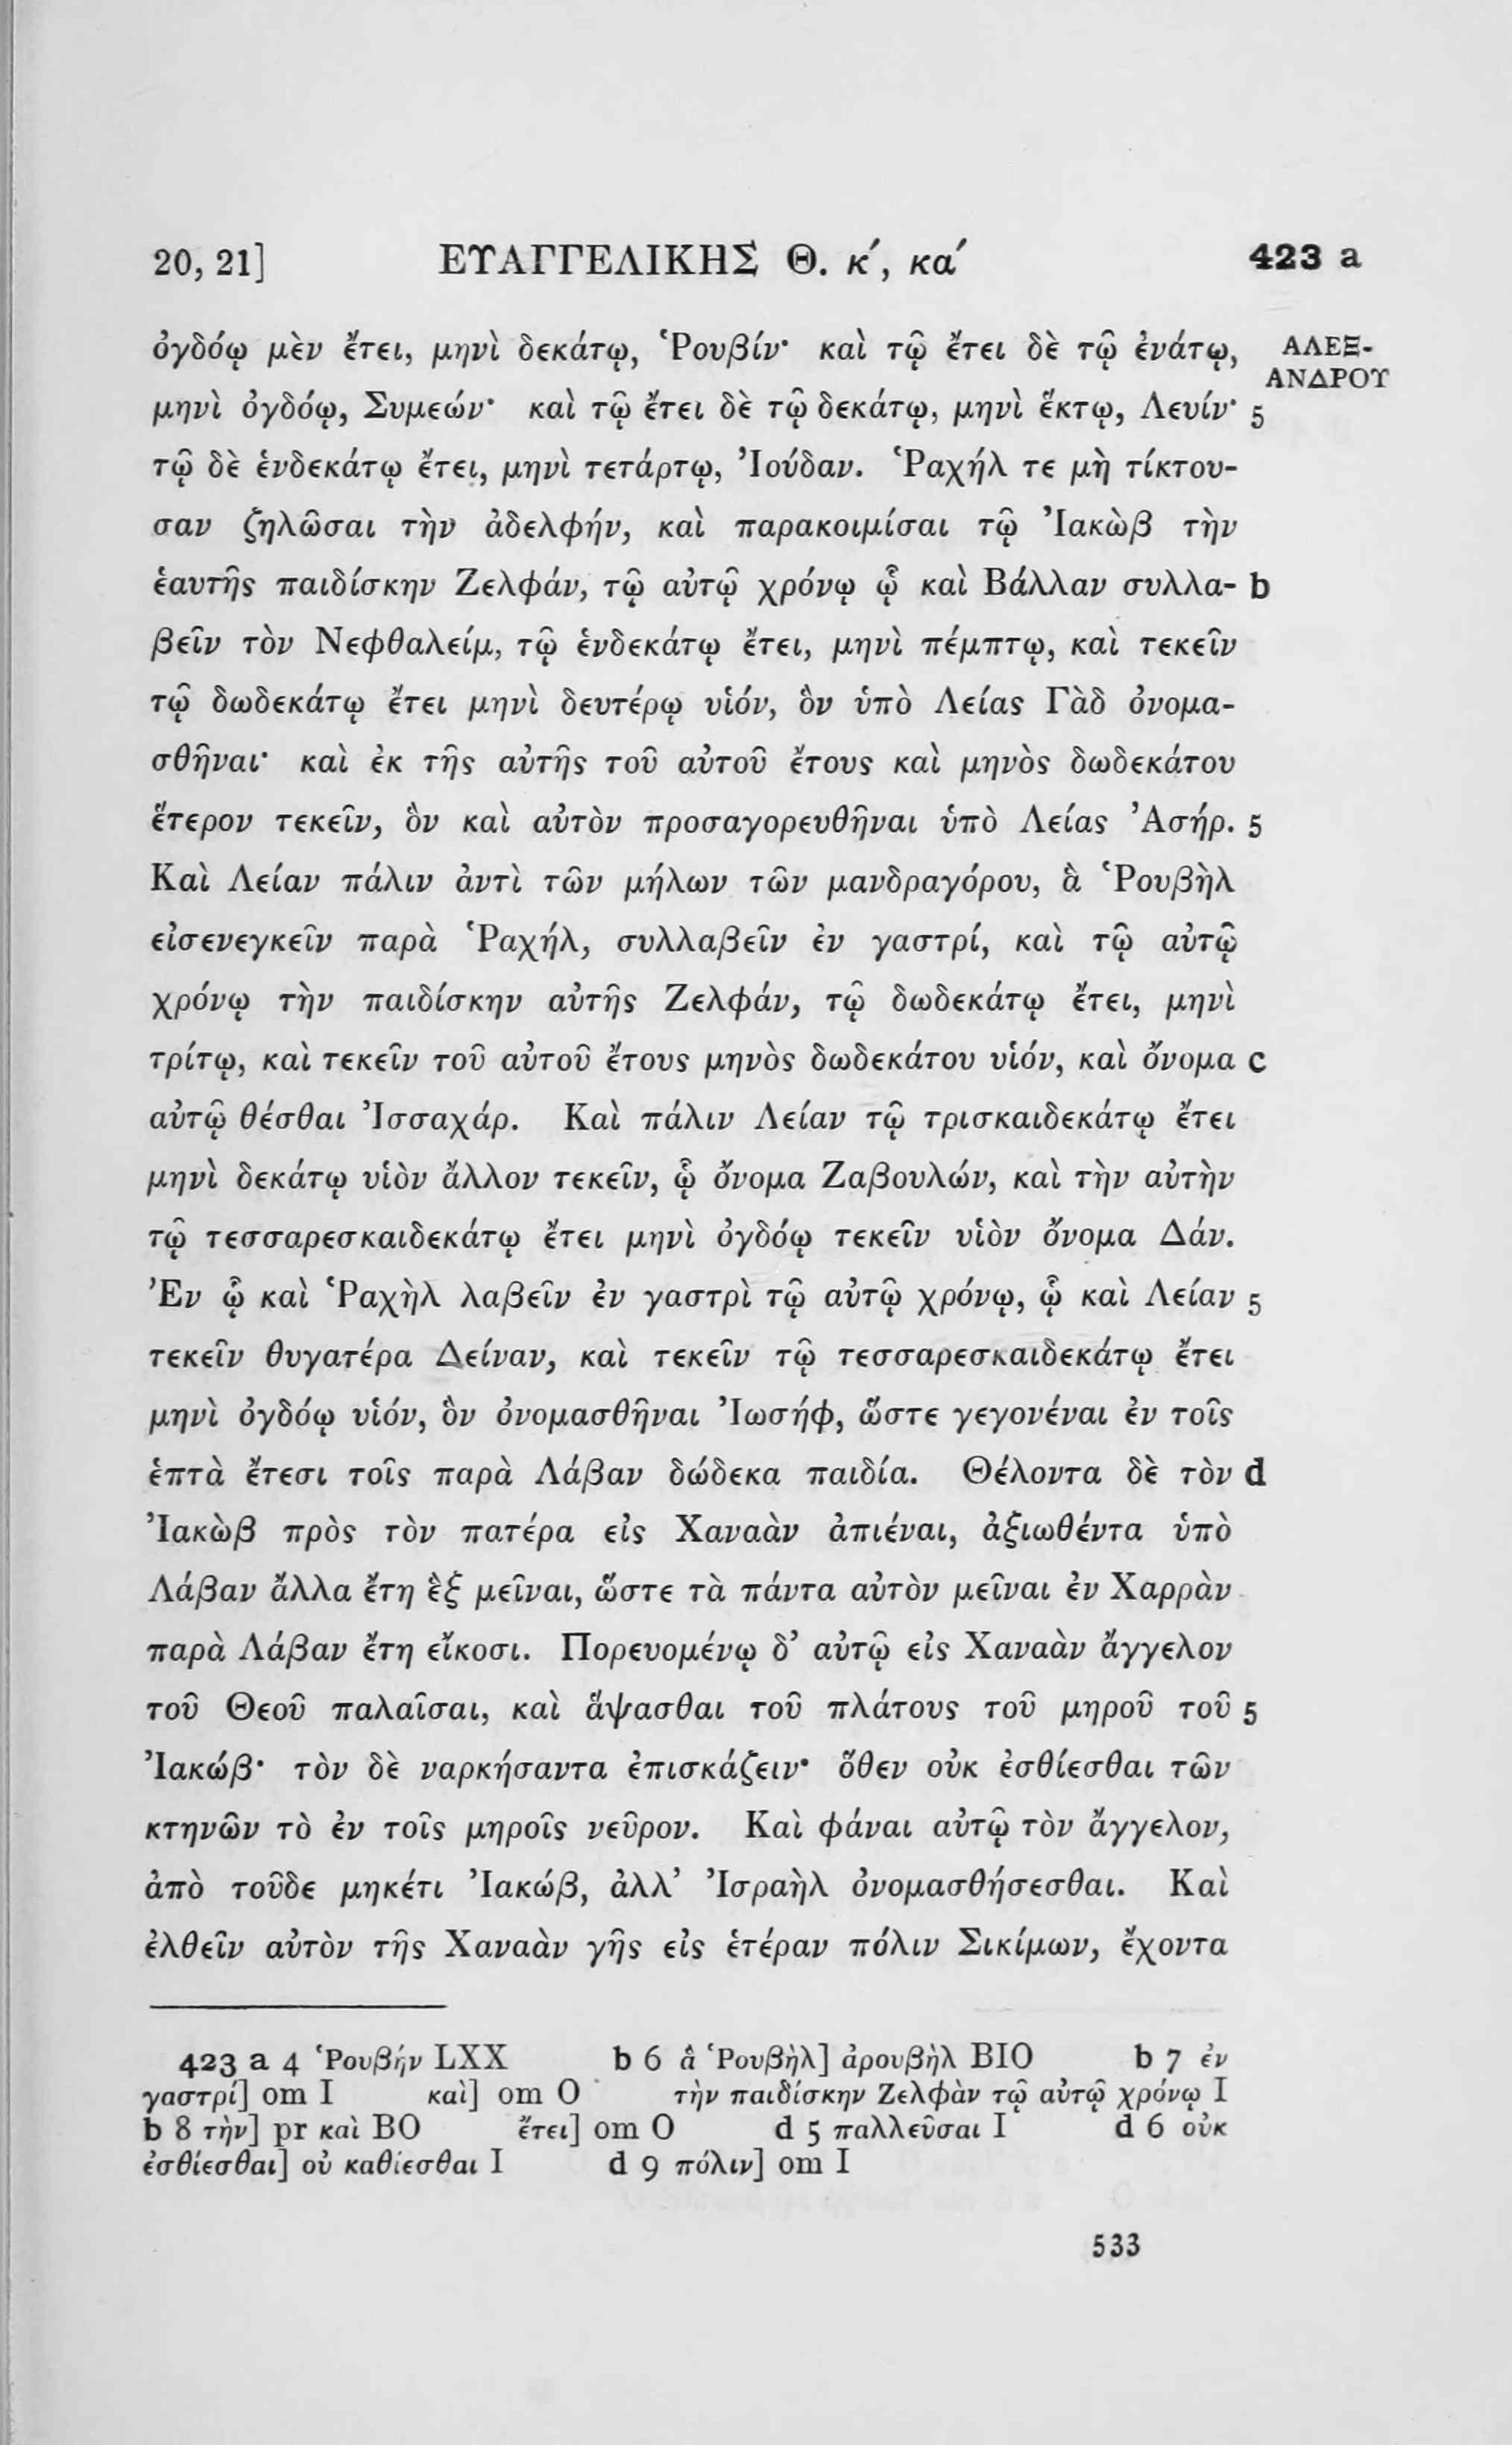 20, 21] ΕΥΑΓΓΕΛΙΚΗΣ Θ. κ′, κα′ 423 a
ὀγδόῳ μὲν ἔτει, μηνὶ δεκάτῳ, Ῥουβίν· καὶ τῷ ἔτει δὲ τῷ ἐνάτῳ, ΑΛΕΞ-
ΑΝΔΡΟΥ
μηνὶ ὀγδόῳ, Συμεών· καὶ τῷ ἔτει δὲ τῷ δεκάτῳ, μηνὶ ἕκτῳ, Λευίν· 5
τῷ δὲ ἑνδεκάτῳ ἔτει, μηνὶ τετάρτῳ, Ἰούδαν. Ῥαχήλ τε μὴ τίκτου-
σαν ζηλῶσαι τὴν ἀδελφήν, καὶ παρακοιμίσαι τῷ Ἰακὼβ τὴν
ἑαυτῆς παιδίσκην Ζελφάν, τῷ αὐτῷ χρόνῳ ᾧ καὶ Βάλλαν συλλα- b
βεῖν τὸν Νεφθαλείμ, τῷ ἑνδεκάτῳ ἔτει, μηνὶ πέμπτῳ, καὶ τεκεῖν
τῷ δωδεκάτῳ ἔτει μηνὶ δευτέρῳ υἱόν, ὃν ὑπὸ Λείας Γὰδ ὀνομα-
σθῆναι· καὶ ἐκ τῆς αὐτῆς τοῦ αὐτοῦ ἔτους καὶ μηνὸς δωδεκάτου
ἕτερον τεκεῖν, ὃν καὶ αὐτὸν προσαγορευθῆναι ὑπὸ Λείας Ἀσήρ. 5
Καὶ Λείαν πάλιν ἀντὶ τῶν μήλων τῶν μανδραγόρου, ἃ Ῥουβὴλ
εἰσενεγκεῖν παρὰ Ῥαχήλ, συλλαβεῖν ἐν γαστρί, καὶ τῷ αὐτῷ
χρόνῳ τὴν παιδίσκην αὐτῆς Ζελφάν, τῷ δωδεκάτῳ ἔτει, μηνὶ
τρίτῳ, καὶ τεκεῖν τοῦ αὐτοῦ ἔτους μηνὸς δωδεκάτου υἱόν, καὶ ὄνομα c
αὐτῷ θέσθαι Ἰσσαχάρ. Καὶ πάλιν Λείαν τῷ τρισκαιδεκάτῳ ἔτει
μηνὶ δεκάτῳ υἱὸν ἄλλον τεκεῖν, ᾧ ὄνομα Ζαβουλών, καὶ τὴν αὐτὴν
τῷ τεσσαρεσκαιδεκάτῳ ἔτει μηνὶ ὀγδόῳ τεκεῖν υἱὸν ὄνομα Δάν.
Ἐν ᾧ καὶ Ῥαχὴλ λαβεῖν ἐν γαστρὶ τῷ αὐτῷ χρόνῳ, ᾧ καὶ Λείαν 5
τεκεῖν θυγατέρα Δείναν, καὶ τεκεῖν τῷ τεσσαρεσκαιδεκάτῳ ἔτει
μηνὶ ὀγδόῳ υἱόν, ὃν ὀνομασθῆναι Ἰωσήφ, ὥστε γεγονέναι ἐν τοῖς
ἑπτὰ ἔτεσι τοῖς παρὰ Λάβαν δώδεκα παιδία. Θέλοντα δὲ τὸν d
Ἰακὼβ πρὸς τὸν πατέρα εἰς Χαναὰν ἀπιέναι, ἀξιωθέντα ὑπὸ
Λάβαν ἄλλα ἔτη ἓξ μεῖναι, ὥστε τὰ πάντα αὐτὸν μεῖναι ἐν Χαρρὰν
παρὰ Λάβαν ἔτη εἴκοσι. Πορευομένῳ δ᾽ αὐτῷ εἰς Χαναὰν ἄγγελον
τοῦ Θεοῦ παλαῖσαι, καὶ ἅψασθαι τοῦ πλάτους τοῦ μηροῦ τοῦ 5
Ἰακώβ· τὸν δὲ ναρκήσαντα ἐπισκάζειν· ὅθεν οὐκ ἐσθίεσθαι τῶν
κτηνῶν τὸ ἐν τοῖς μηροῖς νεῦρον. Καὶ φάναι αὐτῷ τὸν ἄγγελον,
ἀπὸ τοῦδε μηκέτι Ἰακώβ, ἀλλ᾽ Ἰσραὴλ ὀνομασθήσεσθαι. Καὶ
ἐλθεῖν αὐτὸν τῆς Χαναὰν γῆς εἰς ἑτέραν πόλιν Σικίμων, ἔχοντα
423 a 4 Ῥουβήν LXX b 6 ἃ Ῥουβὴλ] ἀρουβὴλ BIO b 7 ἐν
γαστρί] om I καὶ] om O τὴν παιδίσκην Ζελφὰν τῷ αὐτῷ χρόνῳ I
b 8 τὴν] pr καὶ BO ἔτει] om O d 5 παλλεῦσαι I d 6 οὐκ
ἐσθίεσθαι] οὐ καθίεσθαι I d 9 πόλιν] om I
533